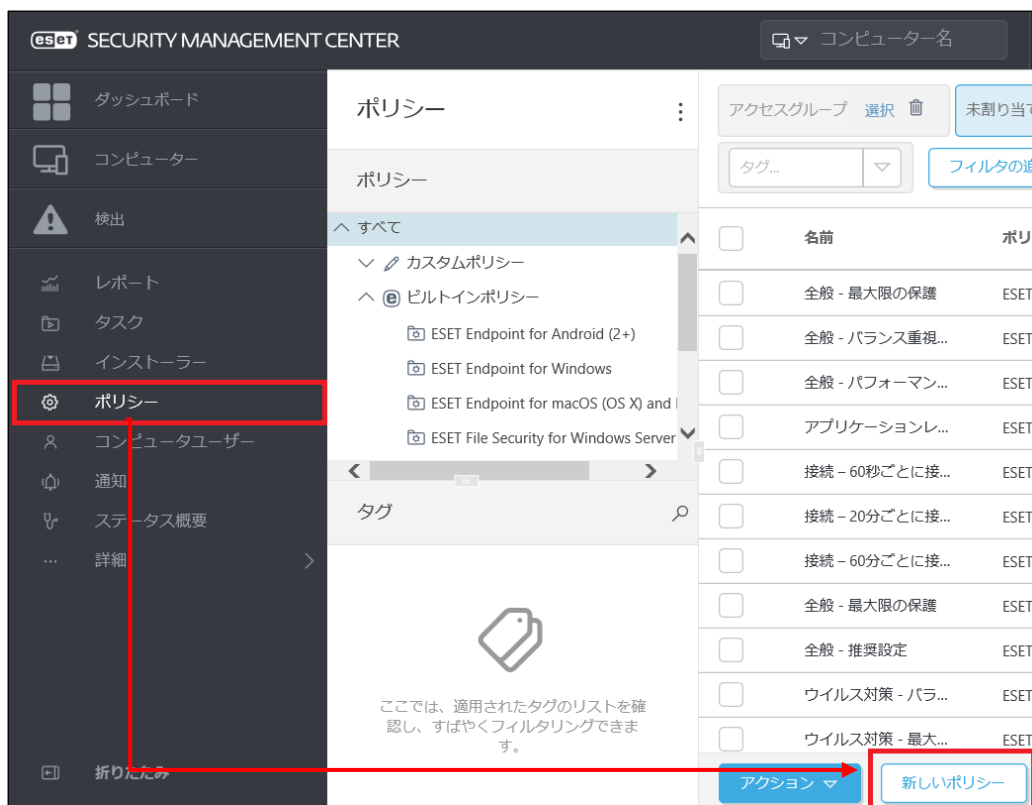 eset SECURITY MANAGEMENT CENTER
コンピューター名
ダッシュボード
コンピューター
検出
レポート
タスク
インストーラー
ポリシー
コンピュータユーザー
通知
ステータス概要
詳細
折りたたみ
ポリシー
ポリシー
すべて
カスタムポリシー
ビルトインポリシー
ESET Endpoint for Android (2+)
ESET Endpoint for Windows
ESET Endpoint for macOS (OS X) and
ESET File Security for Windows Server
タグ
ここでは、適用されたタグのリストを確
認し、すばやくフィルタリングできま
す。
アクセスグループ 選択
未割り当て
タグ...
フィルタの追
名前 ポリ
全般 - 最大限の保護 ESET
全般 - バランス重視... ESET
全般 - パフォーマン... ESET
アプリケーションレ... ESET
接続 – 60秒ごとに接... ESET
接続 – 20分ごとに接... ESET
接続 – 60分ごとに接... ESET
全般 - 最大限の保護 ESET
全般 - 推奨設定 ESET
ウイルス対策 - バラ... ESET
ウイルス対策 - 最大... ESET
アクション 新しいポリシー